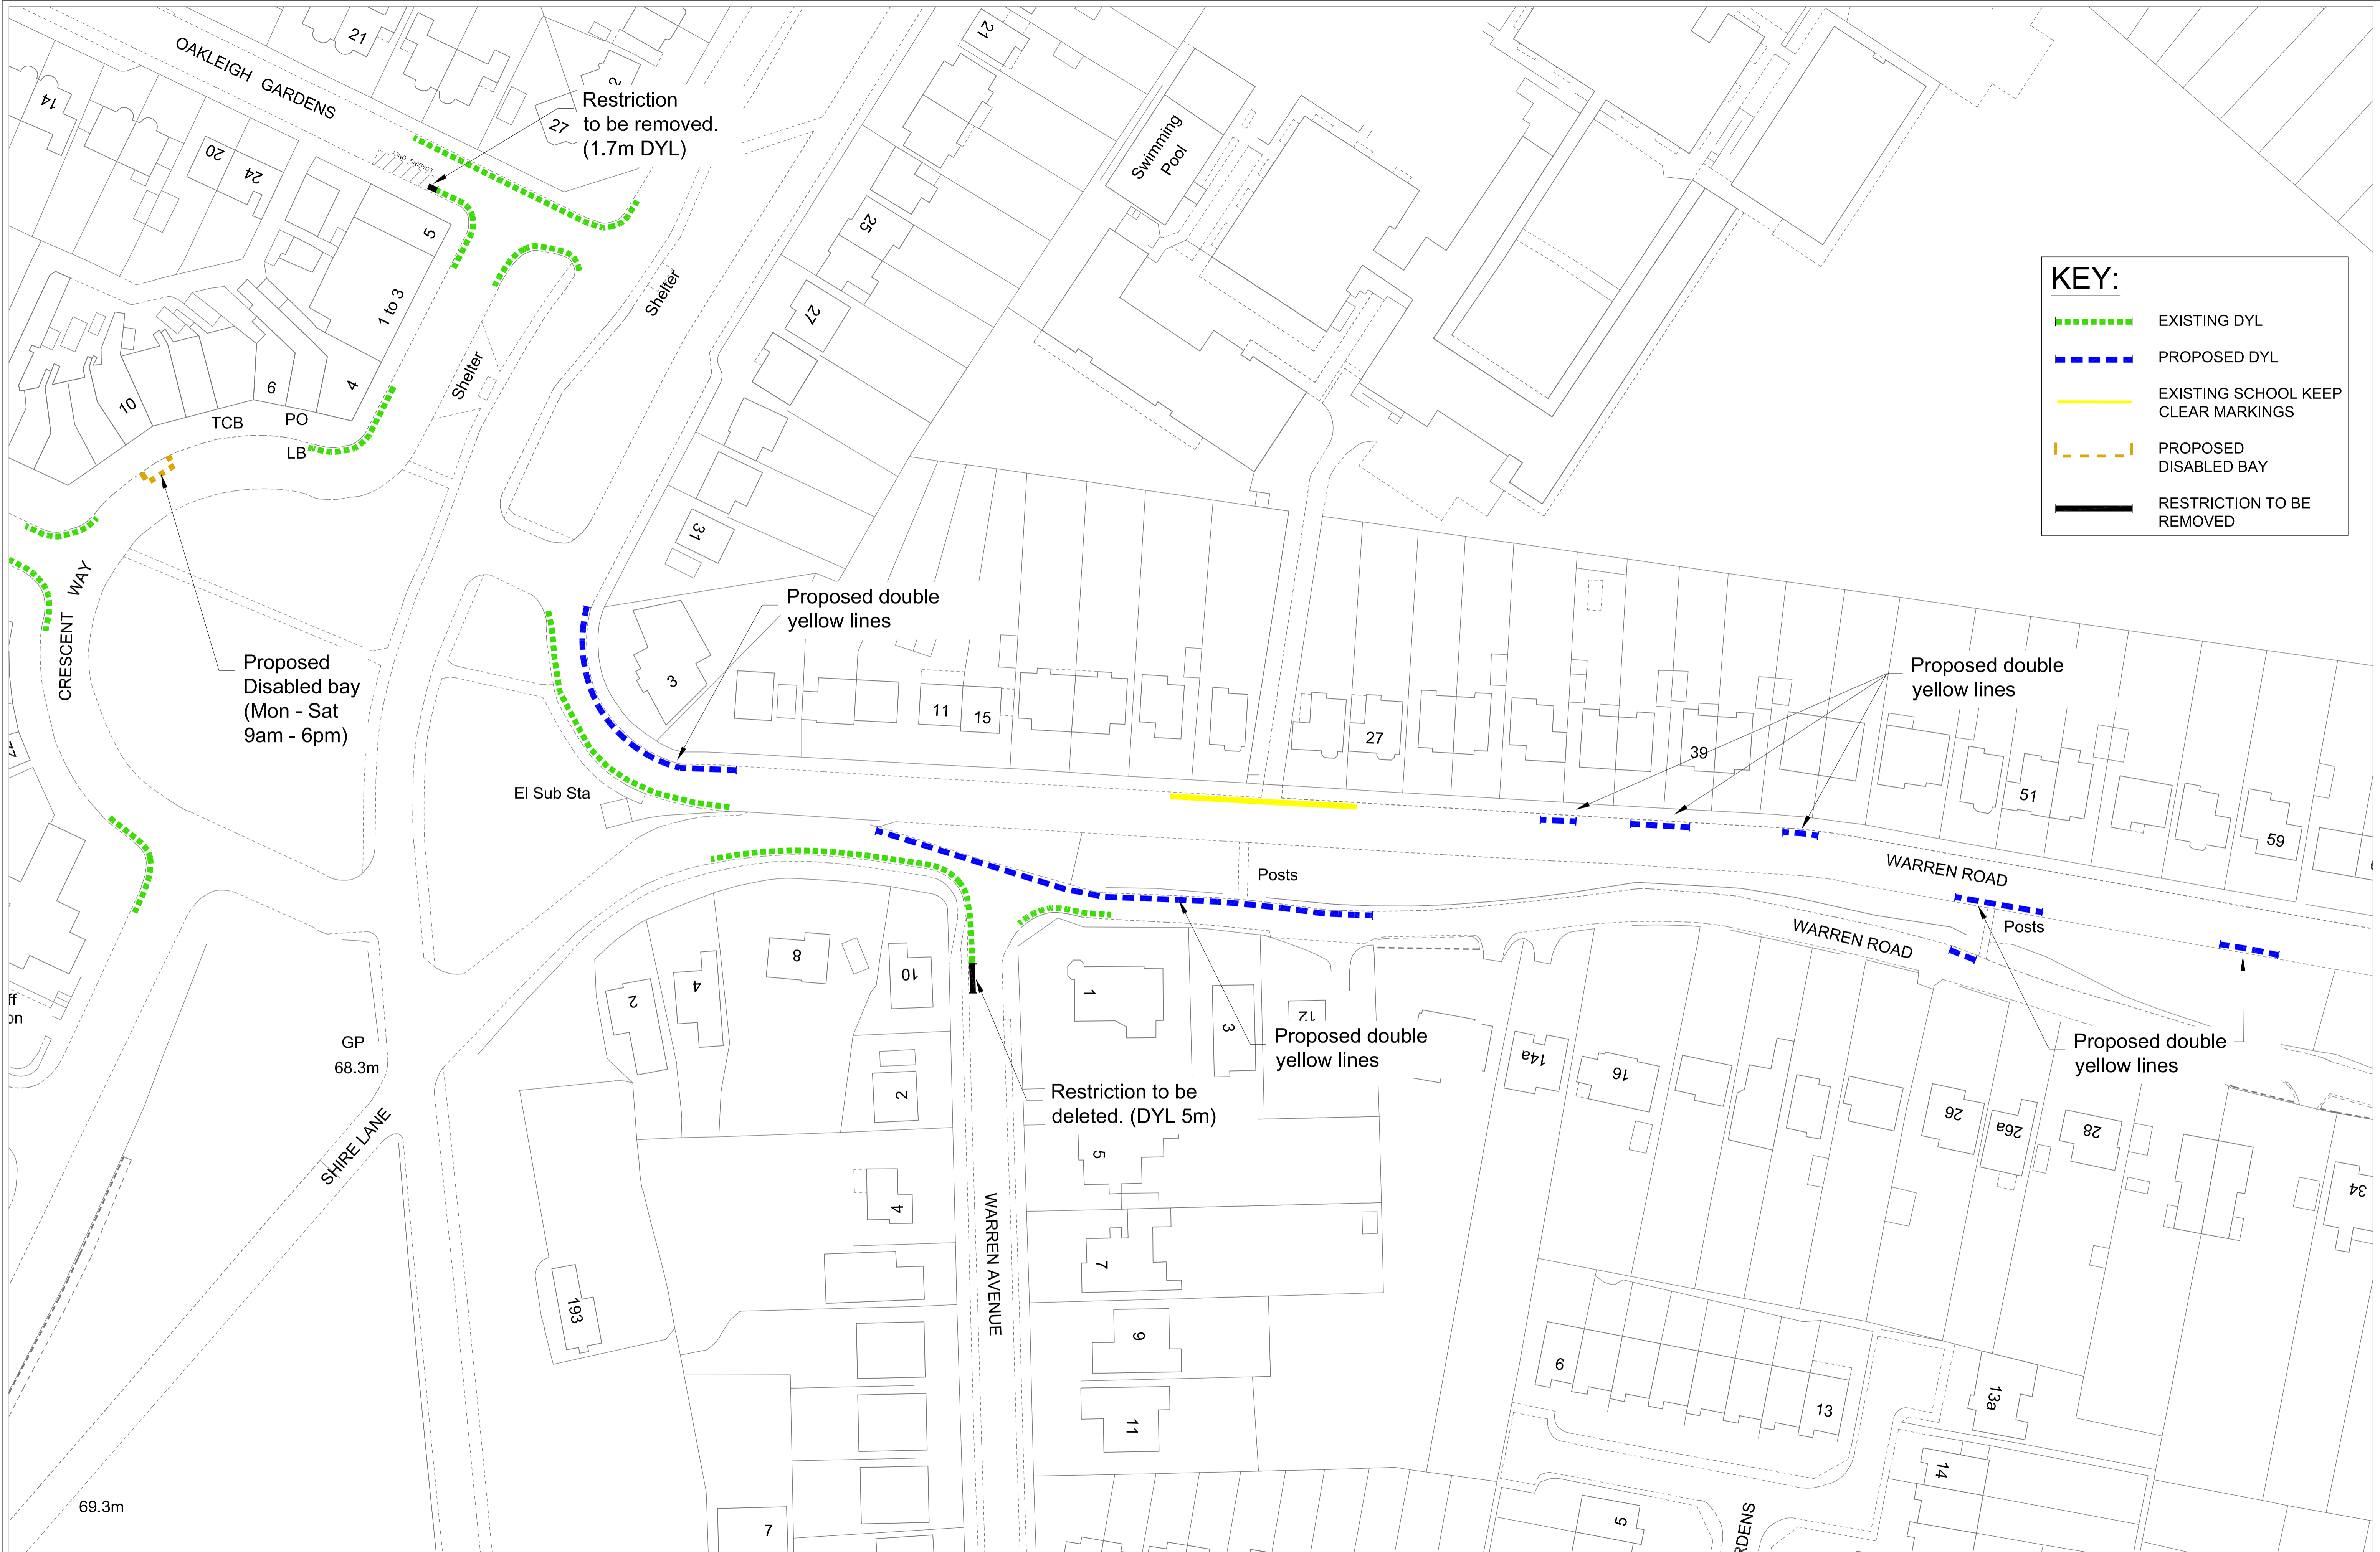 OAKLEIGH GARDENS
21
2
21
14
27
Restriction
to be removed.
(1.7m DYL)
LOADING ONLY
20
24
5
Swimming
Pool
25
1 to 3
Shelter
27
Shelter
KEY:
EXISTING DYL
PROPOSED DYL
EXISTING SCHOOL KEEP
CLEAR MARKINGS
PROPOSED
DISABLED BAY
RESTRICTION TO BE
REMOVED
10
6
4
TCB
PO
LB
31
CRESCENT WAY
Proposed double
yellow lines
Proposed
Disabled bay
(Mon - Sat
9am - 6pm)
3
11
15
27
39
Proposed double
yellow lines
51
59
El Sub Sta
WARREN ROAD
Posts
WARREN ROAD
Posts
2
4
8
10
1
3
12
14a
16
26
26a
28
34
Proposed double
yellow lines
Proposed double
yellow lines
GP
68.3m
2
Restriction to be
deleted. (DYL 5m)
SHIRE LANE
5
4
WARREN AVENUE
7
193
9
6
13
13a
11
14
69.3m
7
5